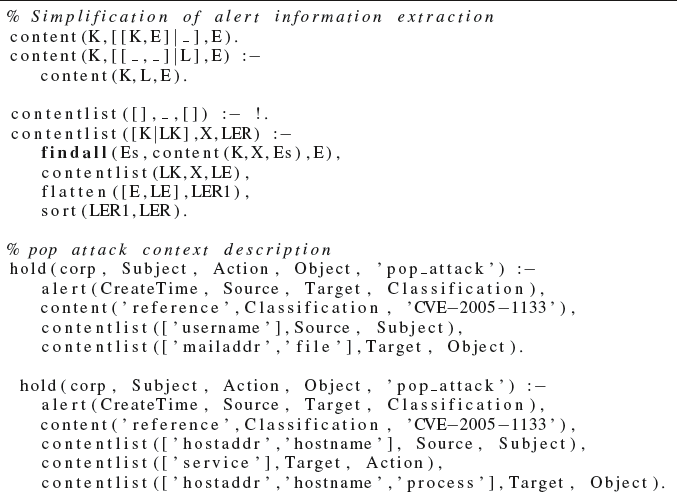 % Simplification of alert information extraction
content(K,[[K,E]|_],E).
content(K,[[_,_]|L],E) :-
content(K,L,E).
contentlist([],_,[]) :- !.
contentlist([K|LK],X,LER) :-
findall(Es,content(K,X,Es),E),
contentlist(LK,X,LE),
flatten([E,LE],LER1),
sort(LER1,LER).
% pop attack context description
hold(corp, Subject, Action, Object, 'pop_attack') :-
alert(CreateTime, Source, Target, Classification),
content('reference',Classification, 'CVE−2005−1133'),
contentlist(['username'],Source, Subject),
contentlist(['mailaddr','file'],Target, Object).
hold(corp, Subject, Action, Object, 'pop_attack') :-
alert(CreateTime, Source, Target, Classification),
content('reference',Classification, 'CVE−2005−1133'),
contentlist(['hostaddr','hostname'], Source, Subject),
contentlist(['service'],Target, Action),
contentlist(['hostaddr','hostname','process'],Target, Object).